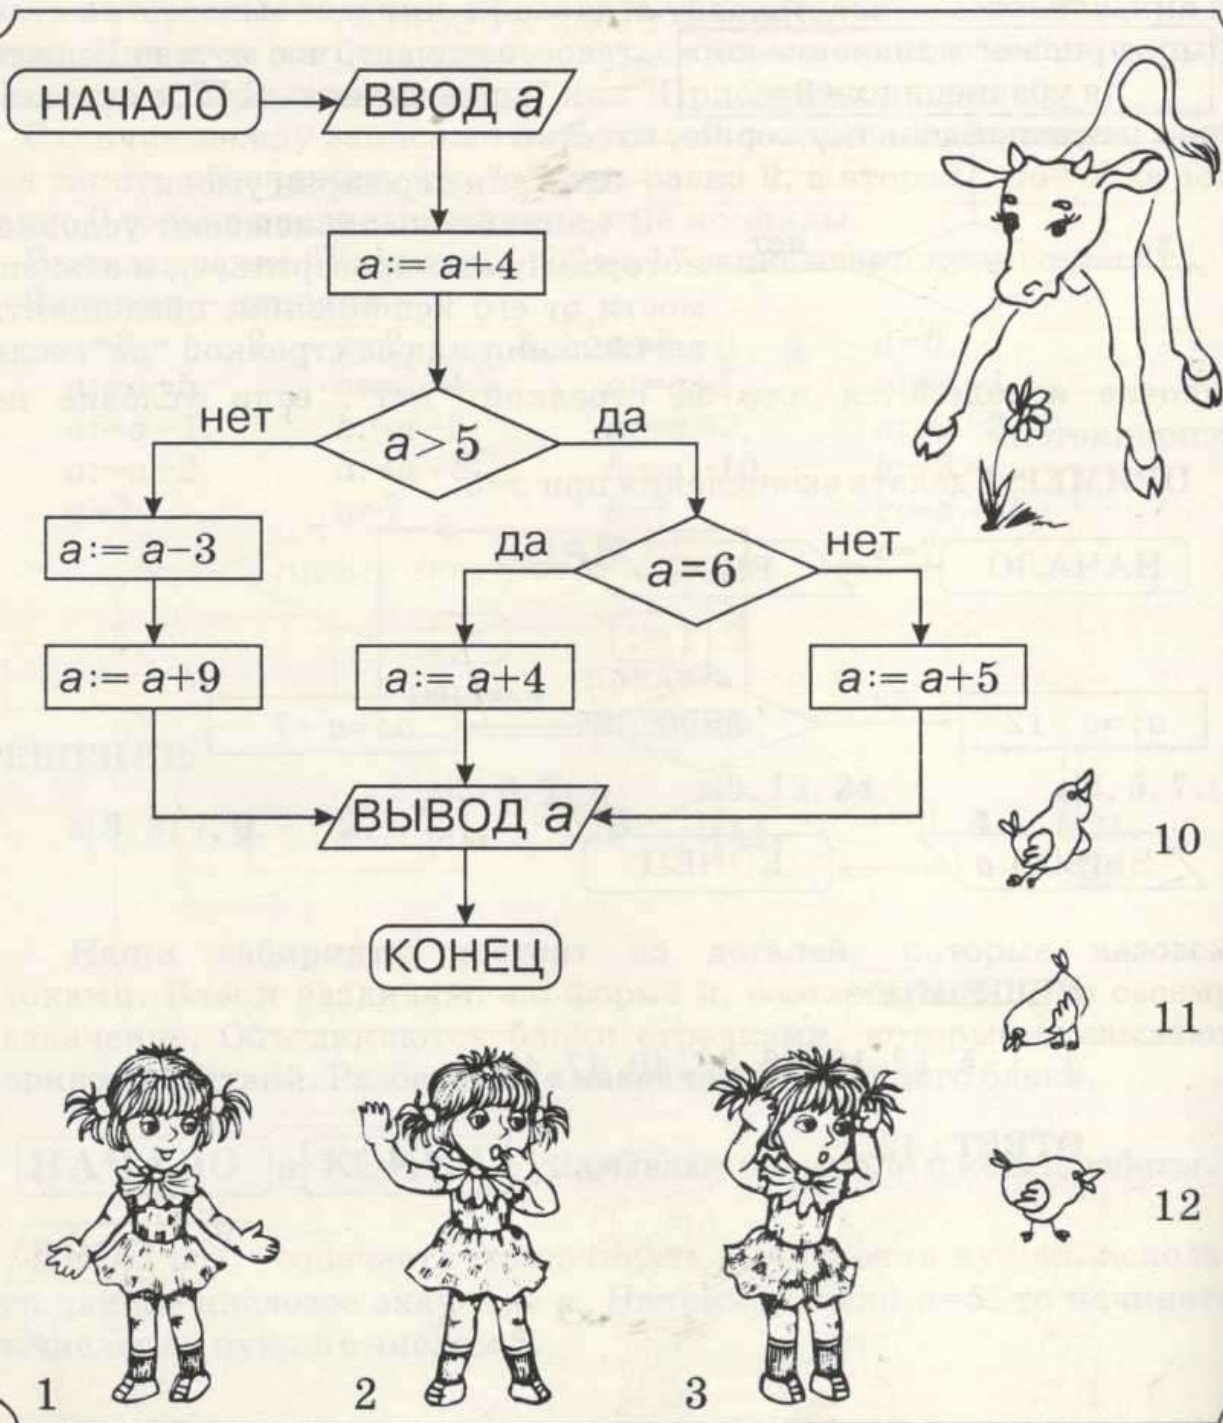 НАЧАЛО
ВВОД a
a := a+4
нет
да
a > 5
a := a−3
да
нет
a=6
a := a+9
a := a+4
a := a+5
ВЫВОД a
10
КОНЕЦ
11
12
1
2
3